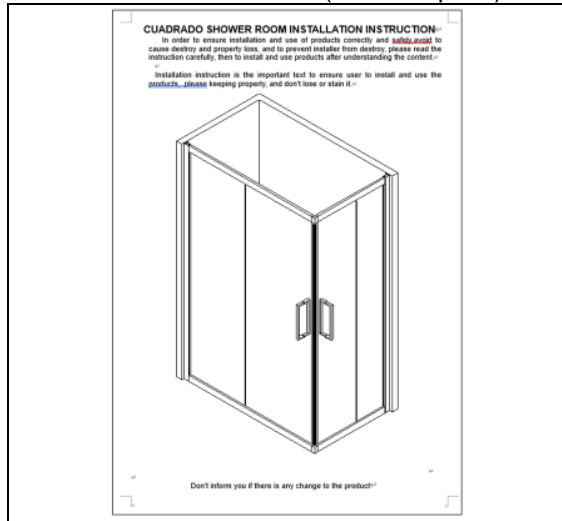 CUADRADO SHOWER ROOM INSTALLATION INSTRUCTION
In order to ensure installation and use of products correctly and safely,avoid to
cause destroy and property loss, and to prevent installer from destroy, please read the
instruction carefully, then to install and use products after understanding the content.
Installation instruction is the important text to ensure user to install and use the
products, please keeping properly, and don't lose or stain it.
Don't inform you if there is any change to the product